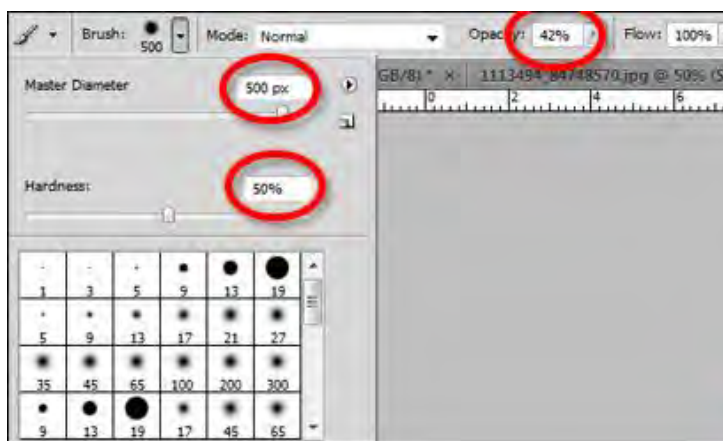 Brush: 500 Mode: Normal Opacity: 42% Flow: 100%
Master Diameter 500 px
GB/8) * × 1113494_84748570.jpg @ 50% (S
0 2 4 6
Hardness: 50%
1 3 5 9 13 19
5 9 13 17 21 27
35 45 65 100 200 300
9 13 19 17 45 65